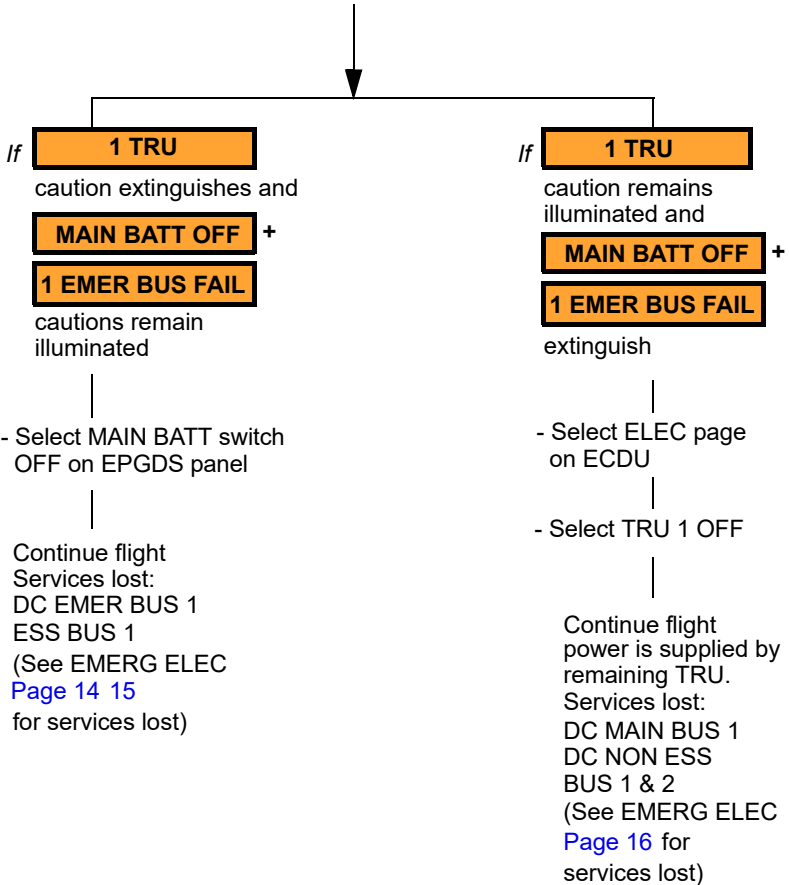 If 1 TRU
caution extinguishes and
MAIN BATT OFF +
1 EMER BUS FAIL
cautions remain
illuminated
- Select MAIN BATT switch
OFF on EPGDS panel
Continue flight
Services lost:
DC EMER BUS 1
ESS BUS 1
(See EMERG ELEC
Page 14 15
for services lost)
If 1 TRU
caution remains
illuminated and
MAIN BATT OFF +
1 EMER BUS FAIL
extinguish
- Select ELEC page
on ECDU
- Select TRU 1 OFF
Continue flight
power is supplied by
remaining TRU.
Services lost:
DC MAIN BUS 1
DC NON ESS
BUS 1 & 2
(See EMERG ELEC
Page 16 for
services lost)